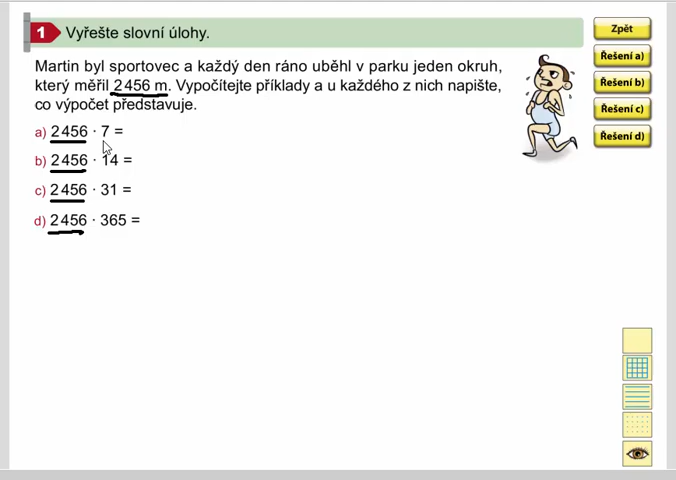 1 Vyřešte slovní úlohy.
Zpět
Řešení a)
Řešení b)
Řešení c)
Řešení d)
Martin byl sportovec a každý den ráno uběhl v parku jeden okruh,
který měřil 2 456 m. Vypočítejte příklady a u každého z nich napište,
co výpočet představuje.
a) 2 456 · 7 =
b) 2 456 · 14 =
c) 2 456 · 31 =
d) 2 456 · 365 =